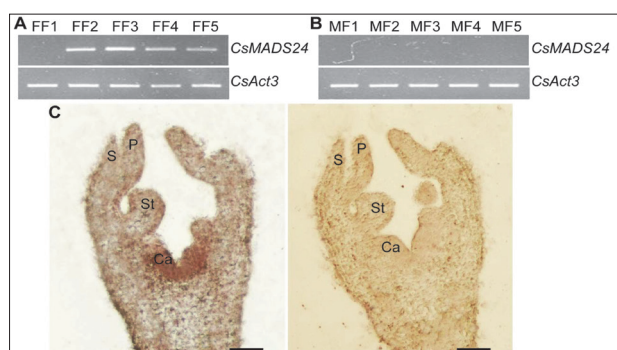 A FF1 FF2 FF3 FF4 FF5
CsMADS24
CsAct3
B MF1 MF2 MF3 MF4 MF5
CsMADS24
CsAct3
C
S P
St
Ca
S P
St
Ca